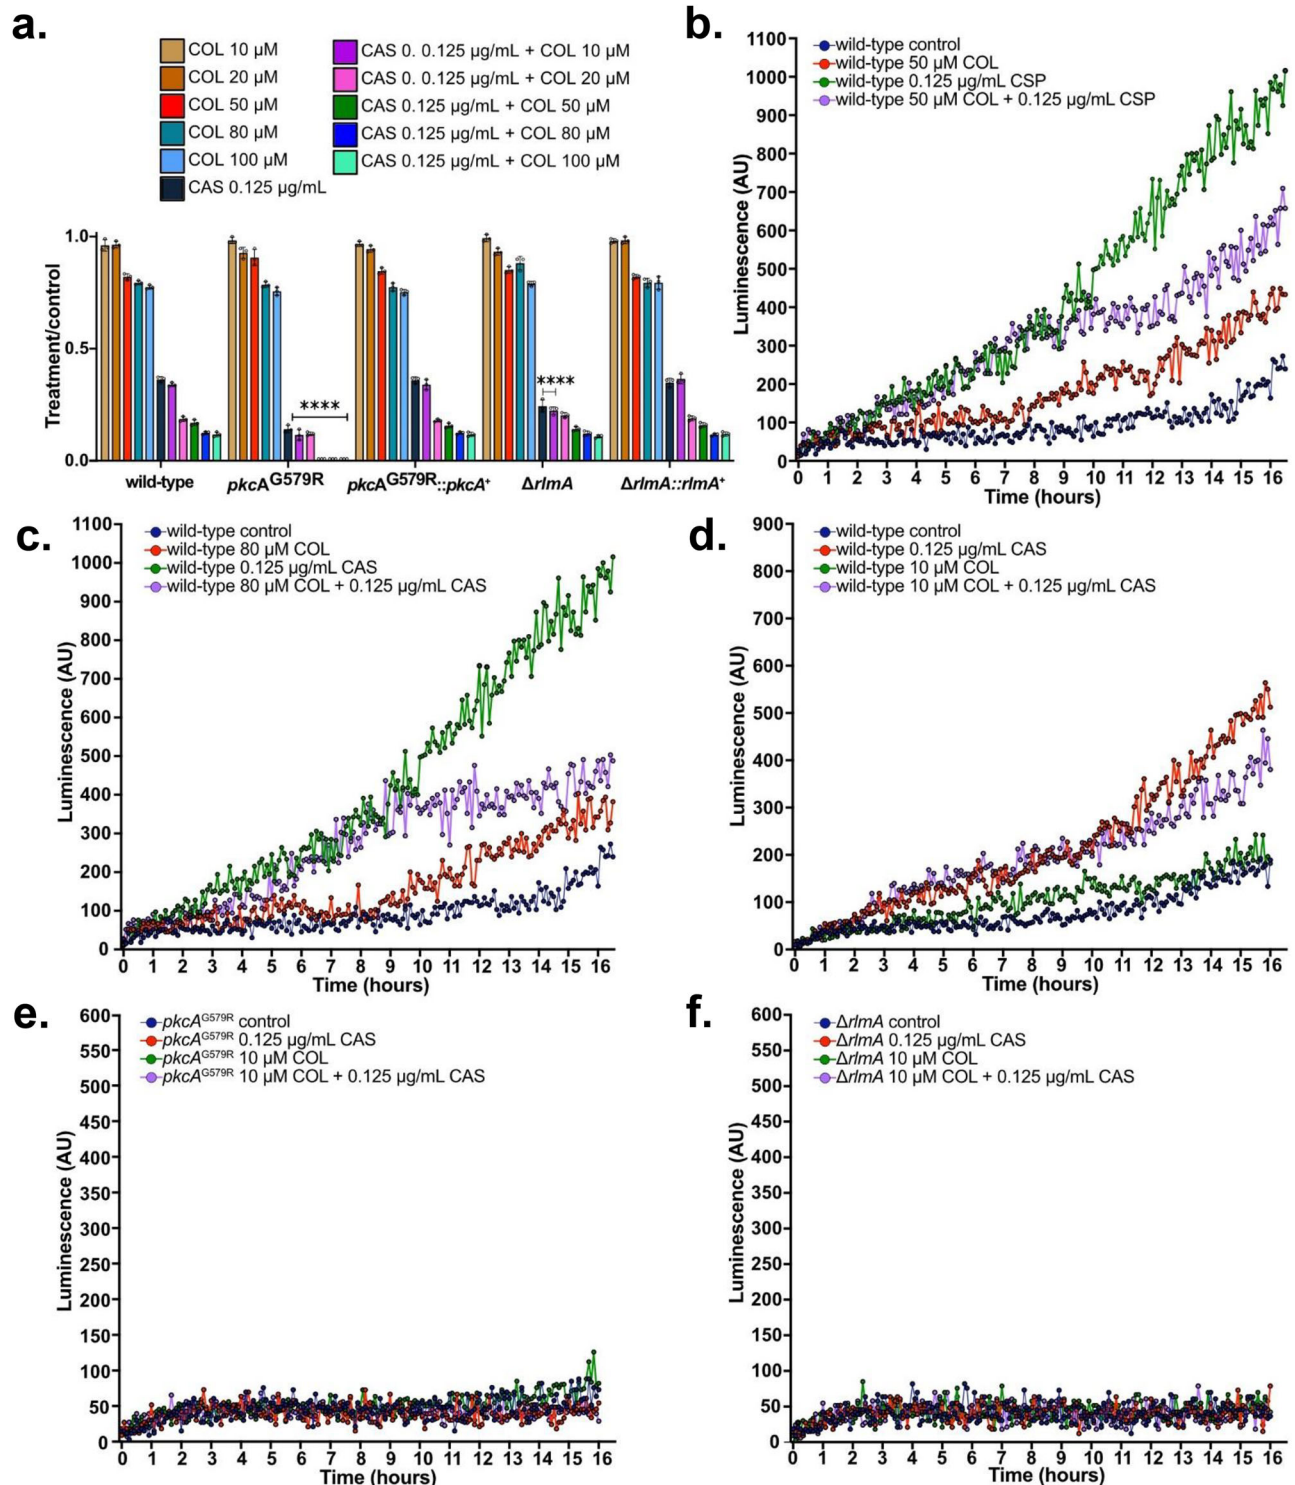 a.
COL 10 µM
COL 20 µM
COL 50 µM
COL 80 µM
COL 100 µM
CAS 0.125 µg/mL
CAS 0. 0.125 µg/mL + COL 10 µM
CAS 0. 0.125 µg/mL + COL 20 µM
CAS 0.125 µg/mL + COL 50 µM
CAS 0.125 µg/mL + COL 80 µM
CAS 0.125 µg/mL + COL 100 µM
Treatment/control
1.0
0.5
0.0
****
****
wild-type
pkcAG579R
pkcAG579R::pkcA+
ΔrlmA
ΔrlmA::rlmA+
b.
wild-type control
wild-type 50 µM COL
wild-type 0.125 µg/mL CSP
wild-type 50 µM COL + 0.125 µg/mL CSP
Luminescence (AU)
1100
1000
900
800
700
600
500
400
300
200
100
0
0 1 2 3 4 5 6 7 8 9 10 11 12 13 14 15 16
Time (hours)
c.
wild-type control
wild-type 80 µM COL
wild-type 0.125 µg/mL CAS
wild-type 80 µM COL + 0.125 µg/mL CAS
Luminescence (AU)
1100
1000
900
800
700
600
500
400
300
200
100
0
0 1 2 3 4 5 6 7 8 9 10 11 12 13 14 15 16
Time (hours)
d.
wild-type control
wild-type 0.125 µg/mL CAS
wild-type 10 µM COL
wild-type 10 µM COL + 0.125 µg/mL CAS
Luminescence (AU)
900
800
700
600
500
400
300
200
100
0
0 1 2 3 4 5 6 7 8 9 10 11 12 13 14 15 16
Time (hours)
e.
pkcAG579R control
pkcAG579R 0.125 µg/mL CAS
pkcAG579R 10 µM COL
pkcAG579R 10 µM COL + 0.125 µg/mL CAS
Luminescence (AU)
600
550
500
450
400
350
300
250
200
150
100
50
0
0 1 2 3 4 5 6 7 8 9 10 11 12 13 14 15 16
Time (hours)
f.
ΔrlmA control
ΔrlmA 0.125 µg/mL CAS
ΔrlmA 10 µM COL
ΔrlmA 10 µM COL + 0.125 µg/mL CAS
Luminescence (AU)
600
550
500
450
400
350
300
250
200
150
100
50
0
0 1 2 3 4 5 6 7 8 9 10 11 12 13 14 15 16
Time (hours)